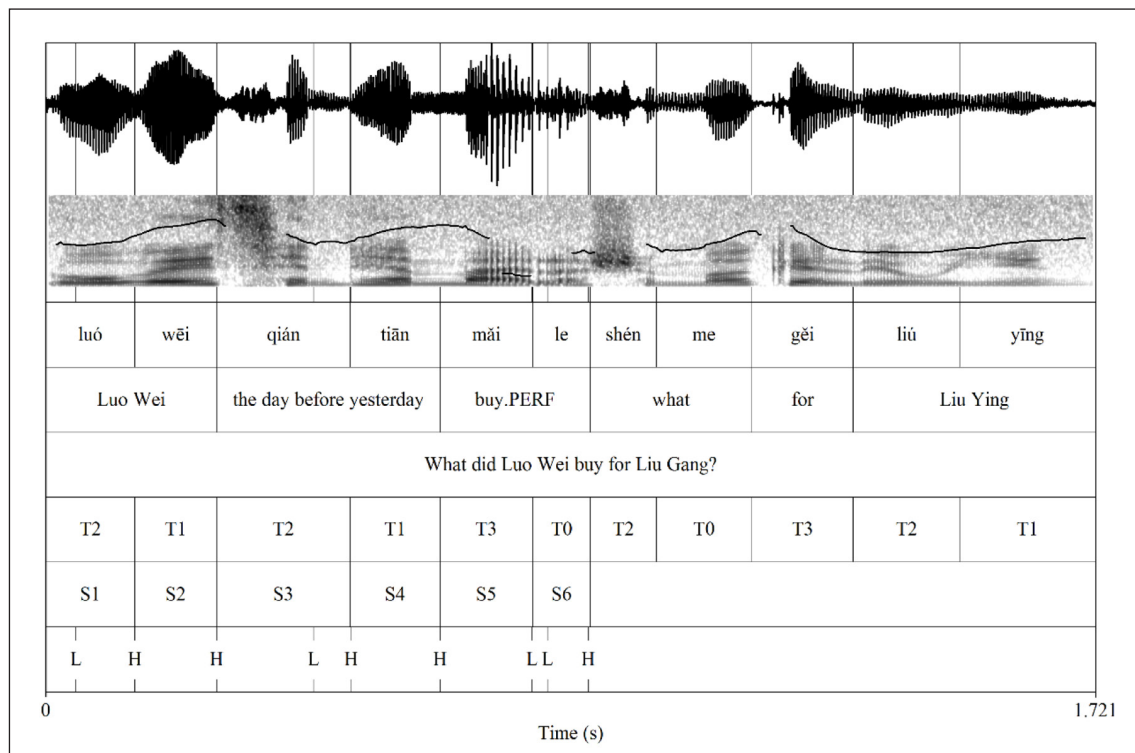 luó wēi qián tiān mǎi le shén me gěi liú yīng
Luo Wei the day before yesterday buy.PERF what for Liu Ying
What did Luo Wei buy for Liu Gang?
T2 T1 T2 T1 T3 T0 T2 T0 T3 T2 T1
S1 S2 S3 S4 S5 S6
L H H L H H L L H
0 1.721
Time (s)